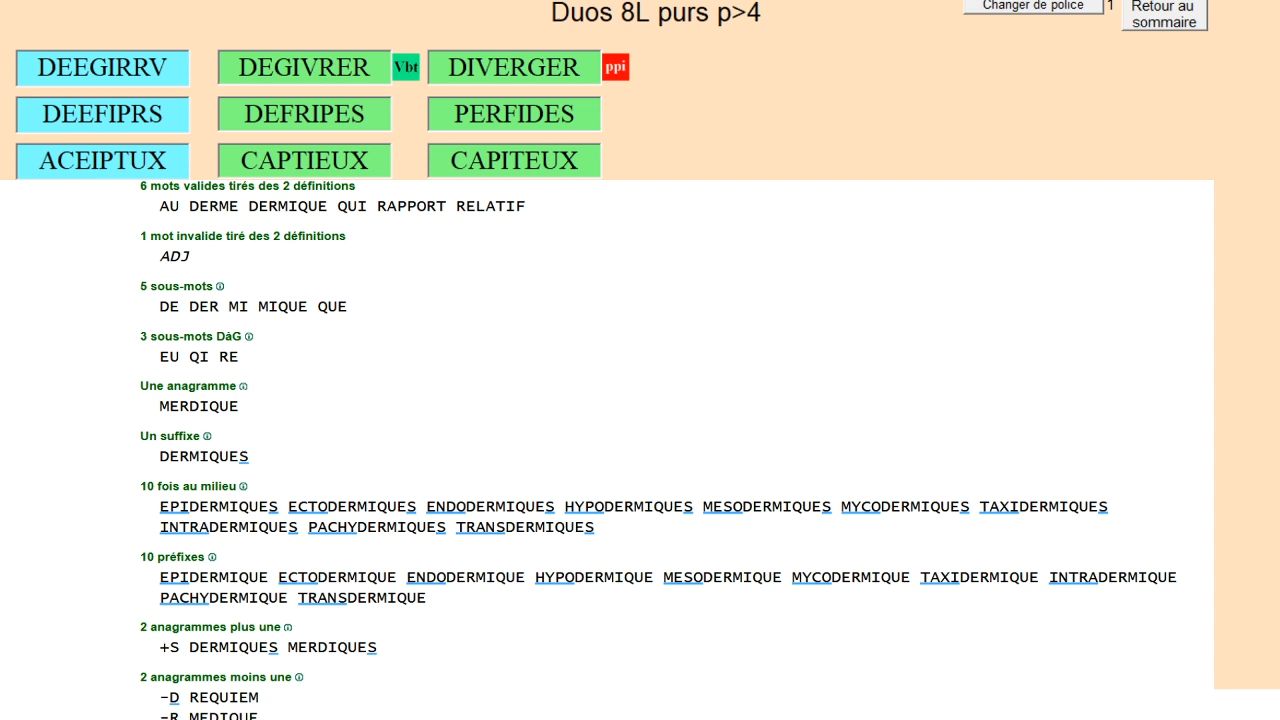 Duos 8L purs p>4
Changer de police 1
Retour au
sommaire
DEEGIRRV DEGIVRER Vbt DIVERGER ppi
DEEFIPRS DEFRIPES PERFIDES
ACEIPTUX CAPTIEUX CAPITEUX
6 mots valides tirés des 2 définitions
AU DERME DERMIQUE QUI RAPPORT RELATIF
1 mot invalide tiré des 2 définitions
ADJ
5 sous-mots
DE DER MI MIQUE QUE
3 sous-mots DàG
EU QI RE
Une anagramme
MERDIQUE
Un suffixe
DERMIQUES
10 fois au milieu
EPIDERMIQUES ECTODERMIQUES ENDODERMIQUES HYPODERMIQUES MESODERMIQUES MYCODERMIQUES TAXIDERMIQUES
INTRADERMIQUES PACHYDERMIQUES TRANSDERMIQUES
10 préfixes
EPIDERMIQUE ECTODERMIQUE ENDODERMIQUE HYPODERMIQUE MESODERMIQUE MYCODERMIQUE TAXIDERMIQUE INTRADERMIQUE
PACHYDERMIQUE TRANSDERMIQUE
2 anagrammes plus une
+S DERMIQUES MERDIQUES
2 anagrammes moins une
−D REQUIEM
−R MEDIQUE